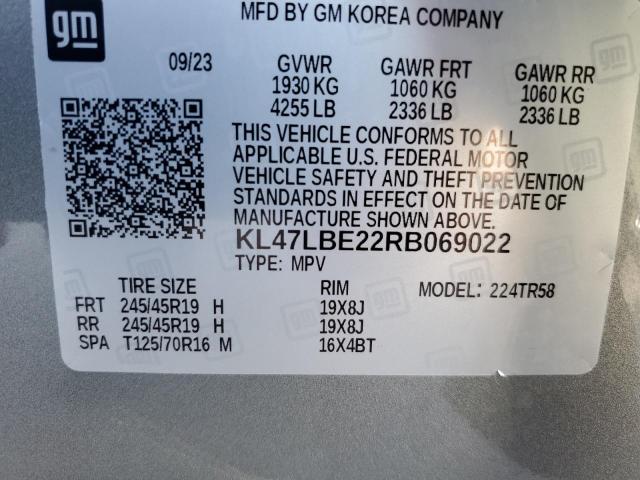 gm
MFD BY GM KOREA COMPANY
09/23 GVWR GAWR FRT GAWR RR
1930 KG 1060 KG 1060 KG
4255 LB 2336 LB 2336 LB
THIS VEHICLE CONFORMS TO ALL
APPLICABLE U.S. FEDERAL MOTOR
VEHICLE SAFETY AND THEFT PREVENTION
STANDARDS IN EFFECT ON THE DATE OF
MANUFACTURE SHOWN ABOVE.
KL47LBE22RB069022
TYPE: MPV
TIRE SIZE RIM MODEL: 224TR58
FRT 245/45R19 H 19X8J
RR 245/45R19 H 19X8J
SPA T125/70R16 M 16X4BT